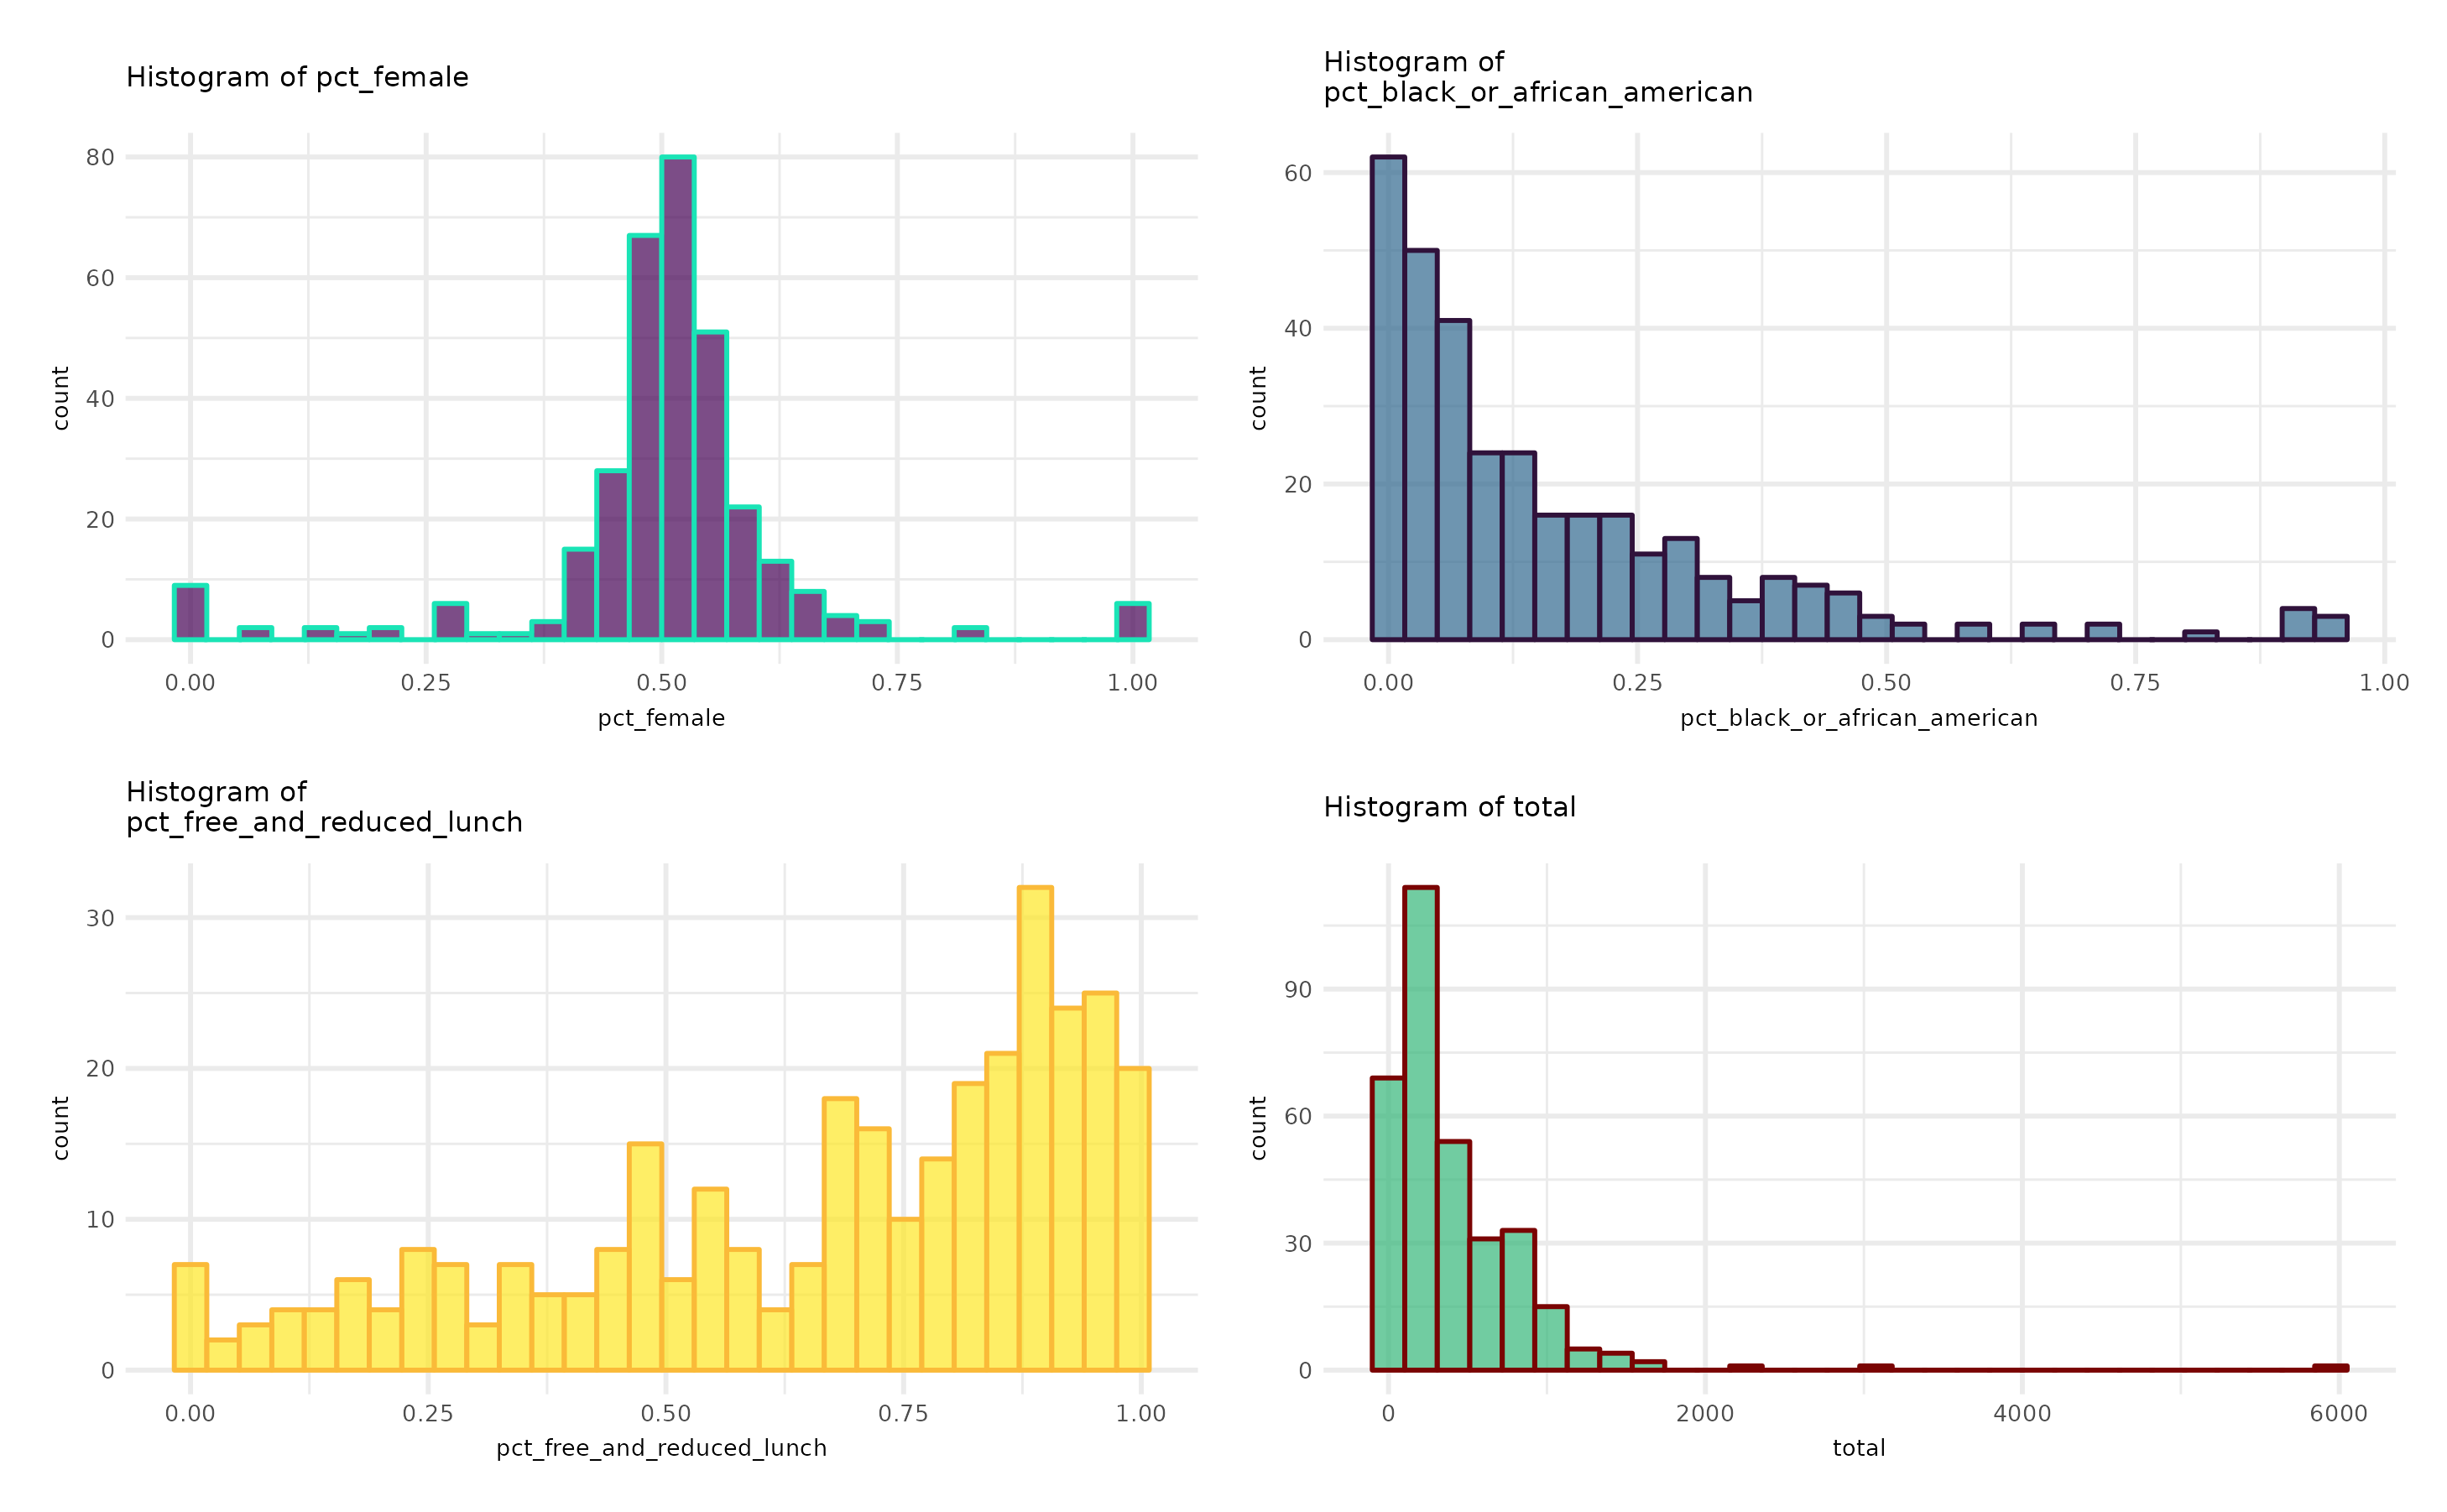 Histogram of pct_female
80
60
40
20
0
count
0.00 0.25 0.50 0.75 1.00
pct_female
Histogram of
pct_black_or_african_american
60
40
20
0
count
0.00 0.25 0.50 0.75 1.00
pct_black_or_african_american
Histogram of
pct_free_and_reduced_lunch
30
20
10
0
count
0.00 0.25 0.50 0.75 1.00
pct_free_and_reduced_lunch
Histogram of total
90
60
30
0
count
0 2000 4000 6000
total